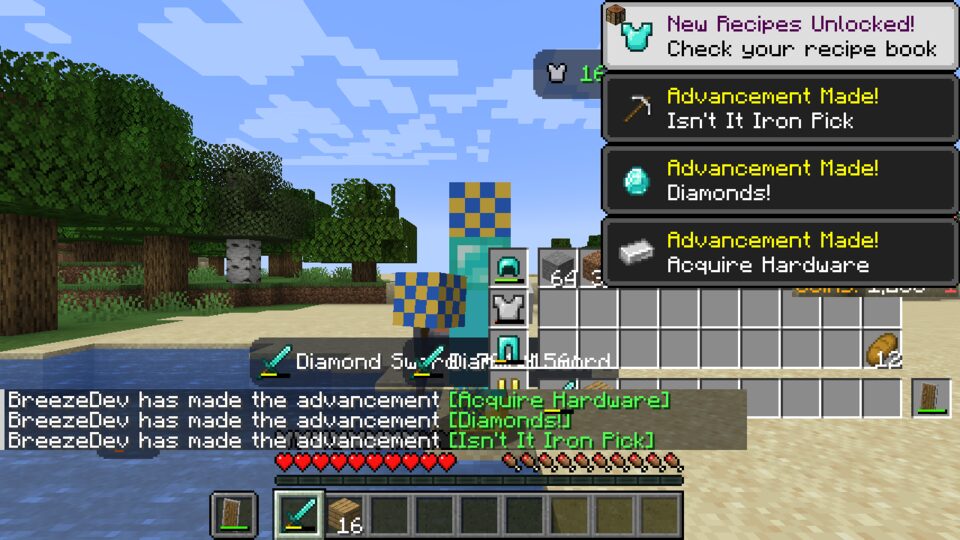 New Recipes Unlocked!
Check your recipe book
16
Advancement Made!
Isn't It Iron Pick
Advancement Made!
Diamonds!
Advancement Made!
Acquire Hardware
64
12
Diamond Sword
BreezeDev has made the advancement [Acquire Hardware]
BreezeDev has made the advancement [Diamonds!]
BreezeDev has made the advancement [Isn't It Iron Pick]
16